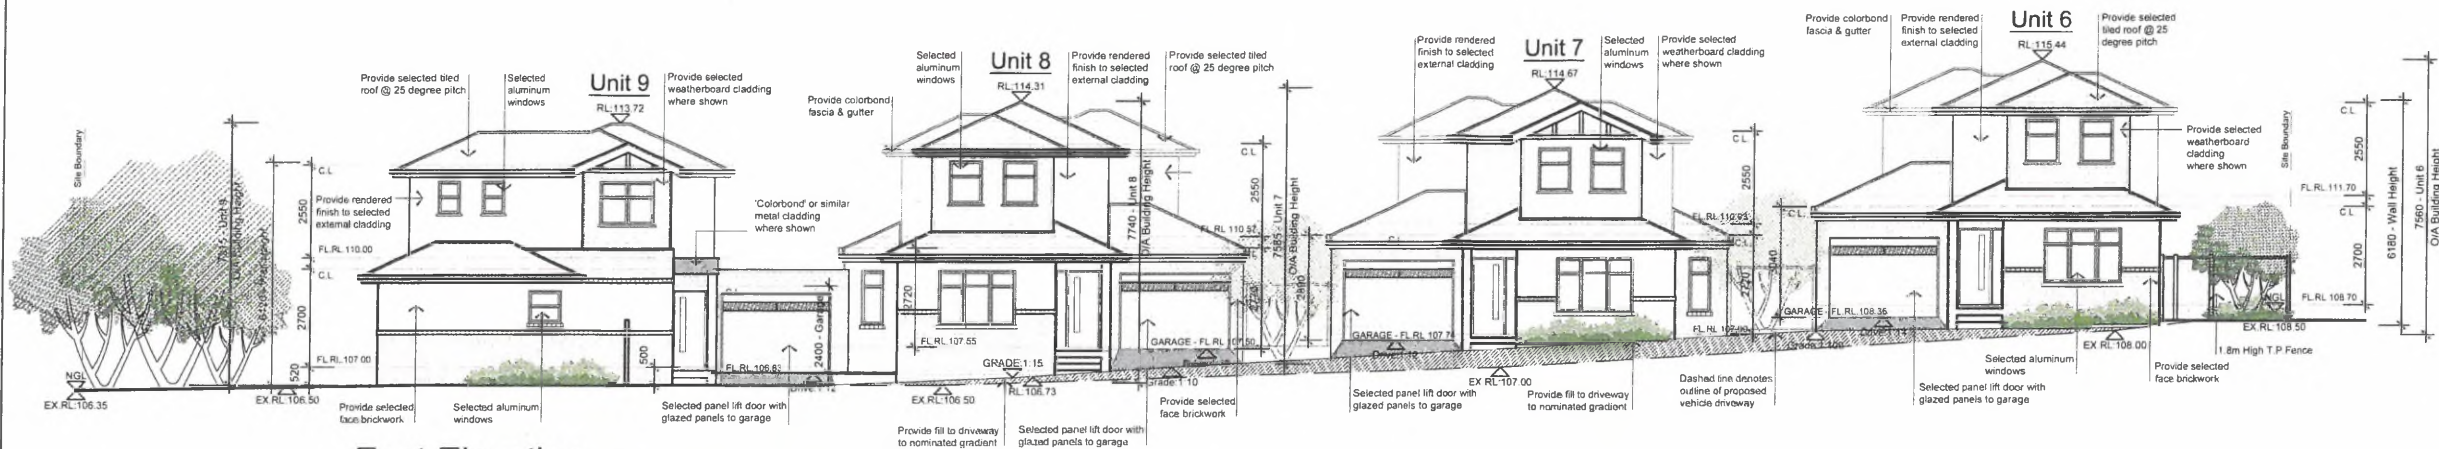 Unit 9
RL:113.72
Provide selected tiled
roof @ 25 degree pitch
Selected
aluminum
windows
Provide selected
weatherboard cladding
where shown
Site Boundary
C.L
2550
Provide rendered
finish to selected
external cladding
FL.RL.110.00
C.L
2700
FL.RL.107.00
520
NGL
EX.RL:106.35
EX.RL:106.50
Provide selected
face brickwork
Selected aluminum
windows
500
'Colorbond' or similar
metal cladding
where shown
C.L
2400 - Garage
FL.RL.106.83
Selected panel lift door with
glazed panels to garage
Unit 8
RL:114.31
Provide colorbond
fascia & gutter
Selected
aluminum
windows
Provide rendered
finish to selected
external cladding
Provide selected tiled
roof @ 25 degree pitch
7740 - Unit 8
O/A Building Height
C.L
2550
FL.RL 110.57
2720
FL.RL.107.55
GARAGE - FL.RL 107.50
GRADE:1:15
EX.RL:106.50
RL:106.73
Grade:1:10
Provide fill to driveway
to nominated gradient
Selected panel lift door with
glazed panels to garage
Provide selected
face brickwork
7585 - Unit 7
O/A Building Height
Unit 7
RL:114.67
Provide rendered
finish to selected
external cladding
Selected
aluminum
windows
Provide selected
weatherboard cladding
where shown
C.L
2550
FL.RL.110.93
C.L
2720
GARAGE - FL.RL 107.74
EX RL:107.00
Selected panel lift door with
glazed panels to garage
Provide fill to driveway
to nominated gradient
Dashed line denotes
outline of proposed
vehicle driveway
Unit 6
RL:115.44
Provide colorbond
fascia & gutter
Provide rendered
finish to selected
external cladding
Provide selected
tiled roof @ 25
degree pitch
Provide selected
weatherboard
cladding
where shown
Site Boundary
C.L
2550
FL.RL.111.70
C.L
2700
FL.RL 108.70
6180 - Wall Height
7560 - Unit 6
O/A Building Height
C.L.
GARAGE - FL.RL.108.36
EX RL:108.00
NGL
EX.RL:108.50
1.8m High T.P Fence
Selected aluminum
windows
Selected panel lift door with
glazed panels to garage
Provide selected
face brickwork